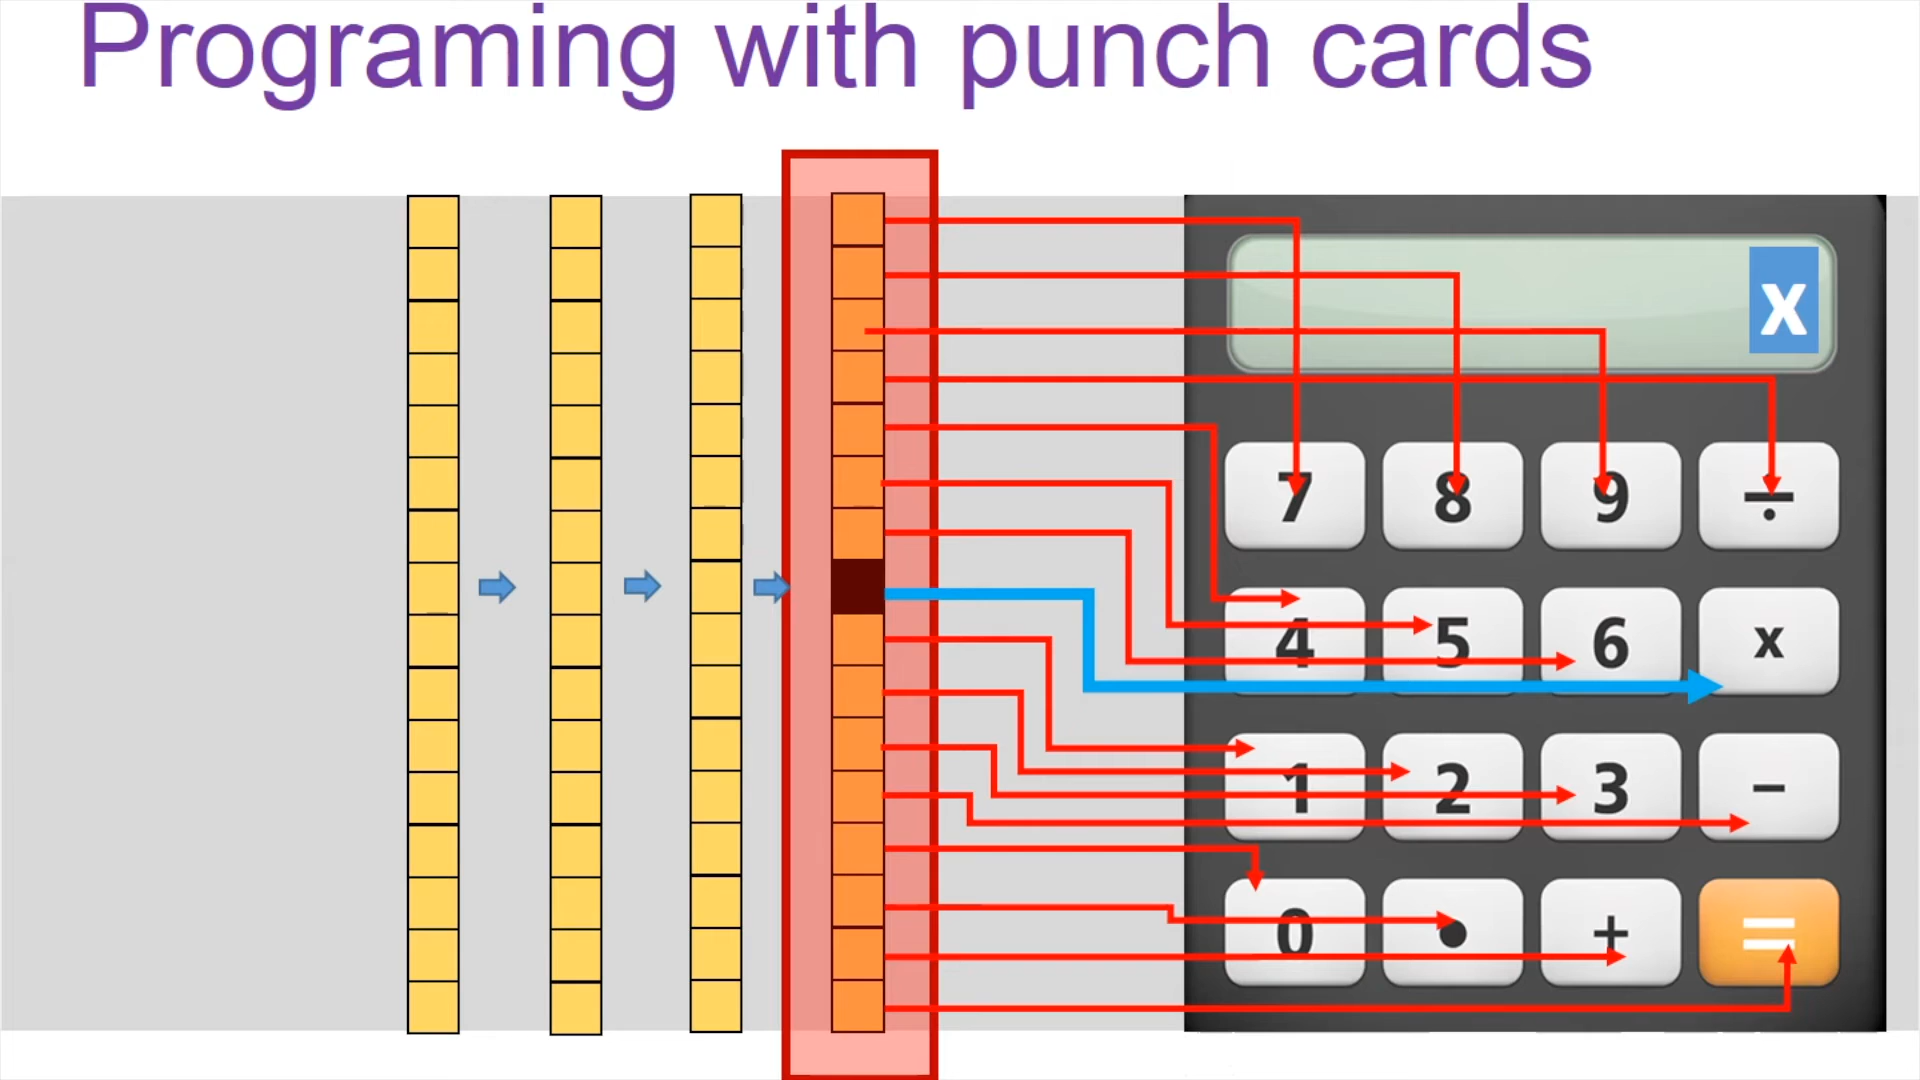 Programing with punch cards
x
7 8 9 ÷
4 5 6 x
1 2 3 −
0 • + =